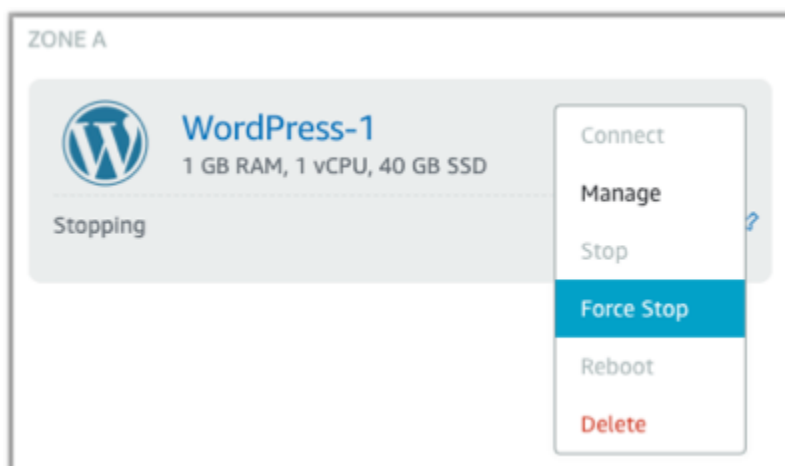 ZONE A
WordPress-1
1 GB RAM, 1 vCPU, 40 GB SSD
Stopping
Connect
Manage
Stop
Force Stop
Reboot
Delete